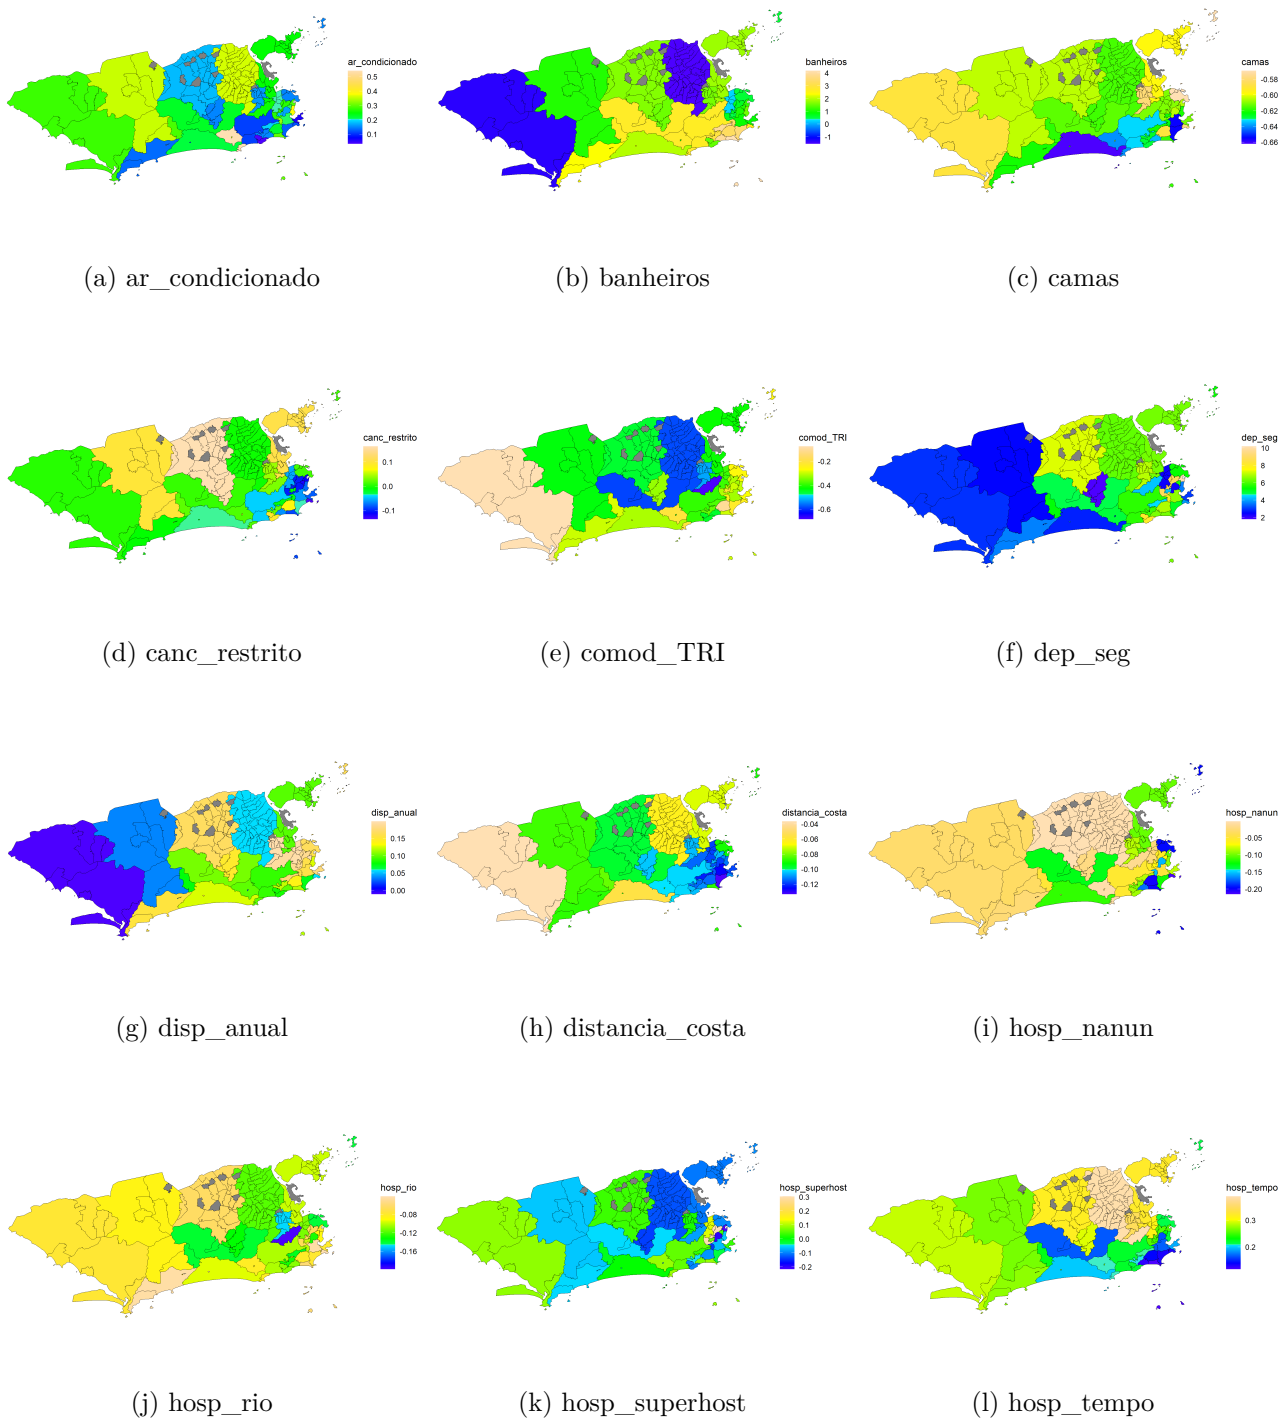 ar_condicionado
0.5
0.4
0.3
0.2
0.1
(a) ar_condicionado
banheiros
4
3
2
1
0
-1
(b) banheiros
camas
-0.58
-0.60
-0.62
-0.64
-0.66
(c) camas
canc_restrito
0.1
0.0
-0.1
(d) canc_restrito
comod_TRI
-0.2
-0.4
-0.6
(e) comod_TRI
dep_seg
10
8
6
4
2
(f) dep_seg
disp_anual
0.15
0.10
0.05
0.00
(g) disp_anual
distancia_costa
-0.04
-0.06
-0.08
-0.10
-0.12
(h) distancia_costa
hosp_nanun
-0.05
-0.10
-0.15
-0.20
(i) hosp_nanun
hosp_rio
-0.08
-0.12
-0.16
(j) hosp_rio
hosp_superhost
0.3
0.2
0.1
0.0
-0.1
-0.2
(k) hosp_superhost
hosp_tempo
0.3
0.2
(l) hosp_tempo